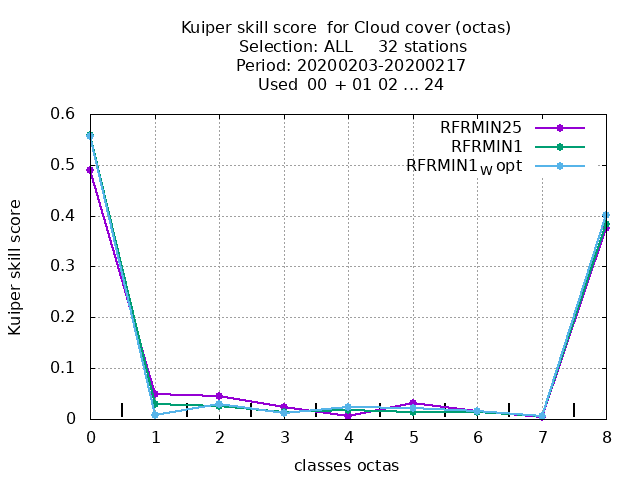 Kuiper skill score  for Cloud cover (octas)
Selection: ALL     32 stations
Period: 20200203-20200217
Used  00 + 01 02 ... 24
RFRMIN25
RFRMIN1
RFRMIN1w opt
0.6
0.5
0.4
0.3
0.2
0.1
0
Kuiper skill score
0 1 2 3 4 5 6 7 8
classes octas